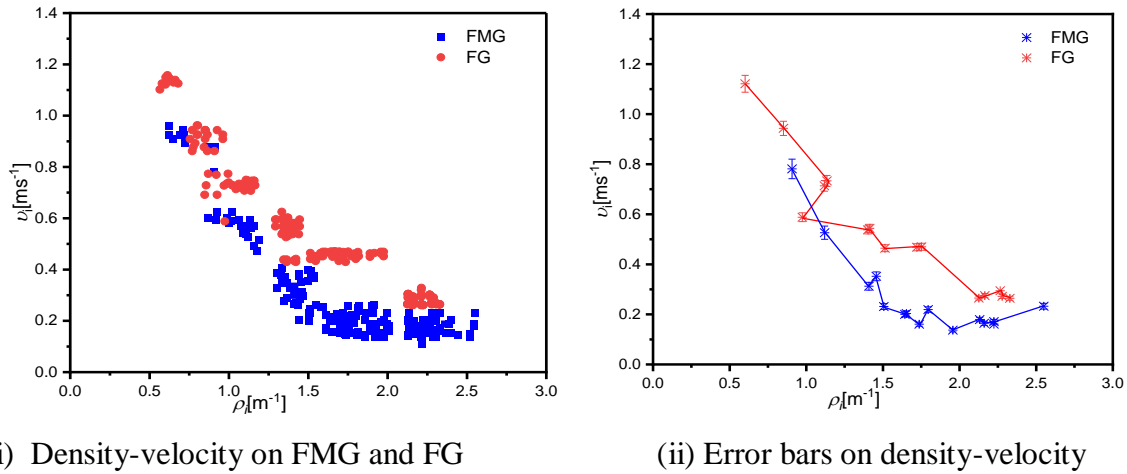 1.4
1.2
1.0
0.8
0.6
0.4
0.2
0.0
υi[ms-1]
FMG
FG
0.0 0.5 1.0 1.5 2.0 2.5 3.0
ρi[m-1]
i) Density-velocity on FMG and FG
1.4
1.2
1.0
0.8
0.6
0.4
0.2
0.0
υi[ms-1]
FMG
FG
0.0 0.5 1.0 1.5 2.0 2.5 3.0
ρi[m-1]
(ii) Error bars on density-velocity